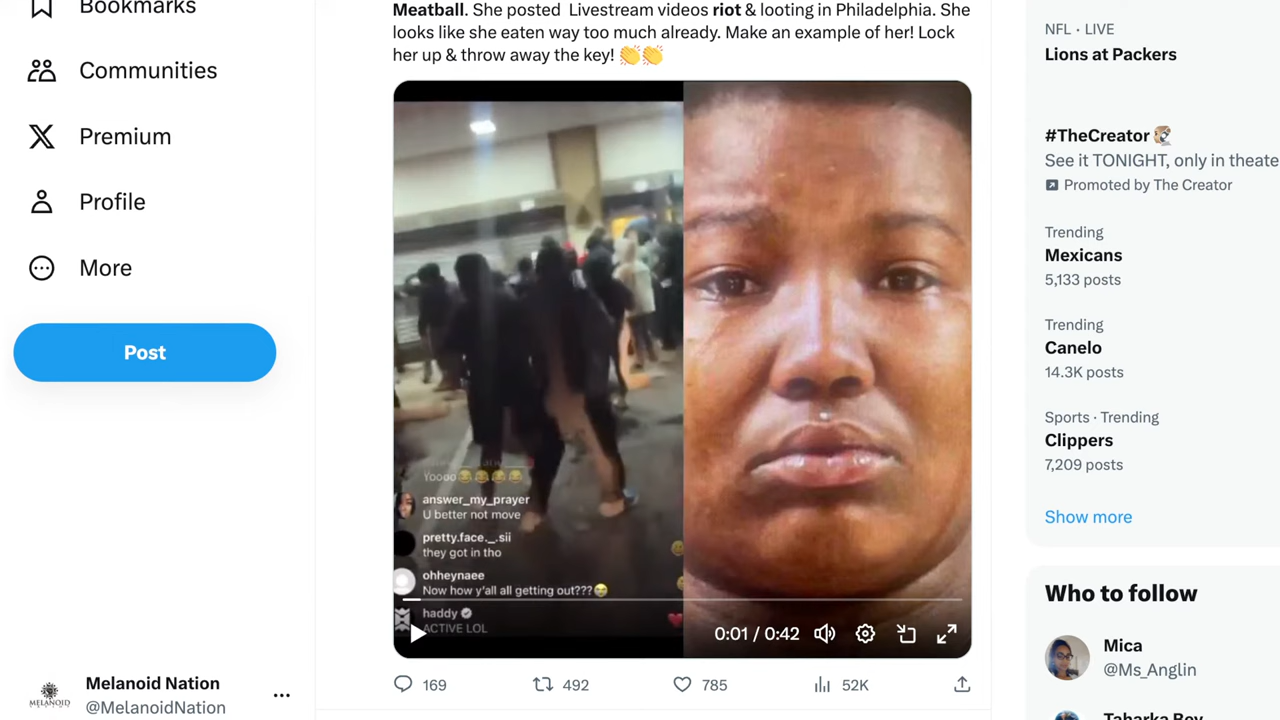 Bookmarks
Communities
Premium
Profile
More
Post
Melanoid Nation
@MelanoidNation
MELANOID
Meatball. She posted Livestream videos riot & looting in Philadelphia. She
looks like she eaten way too much already. Make an example of her! Lock
her up & throw away the key! 👏👏
Yoooo😂😂😂😂
answer_my_prayer
U better not move
pretty.face._.sii
they got in tho
ohheynaee
Now how y'all all getting out???😂
haddy
ACTIVE LOL
0:01 / 0:42
169
492
785
52K
NFL · LIVE
Lions at Packers
#TheCreator
See it TONIGHT, only in theate
Promoted by The Creator
Trending
Mexicans
5,133 posts
Trending
Canelo
14.3K posts
Sports · Trending
Clippers
7,209 posts
Show more
Who to follow
Mica
@Ms_Anglin
Taharka Bey